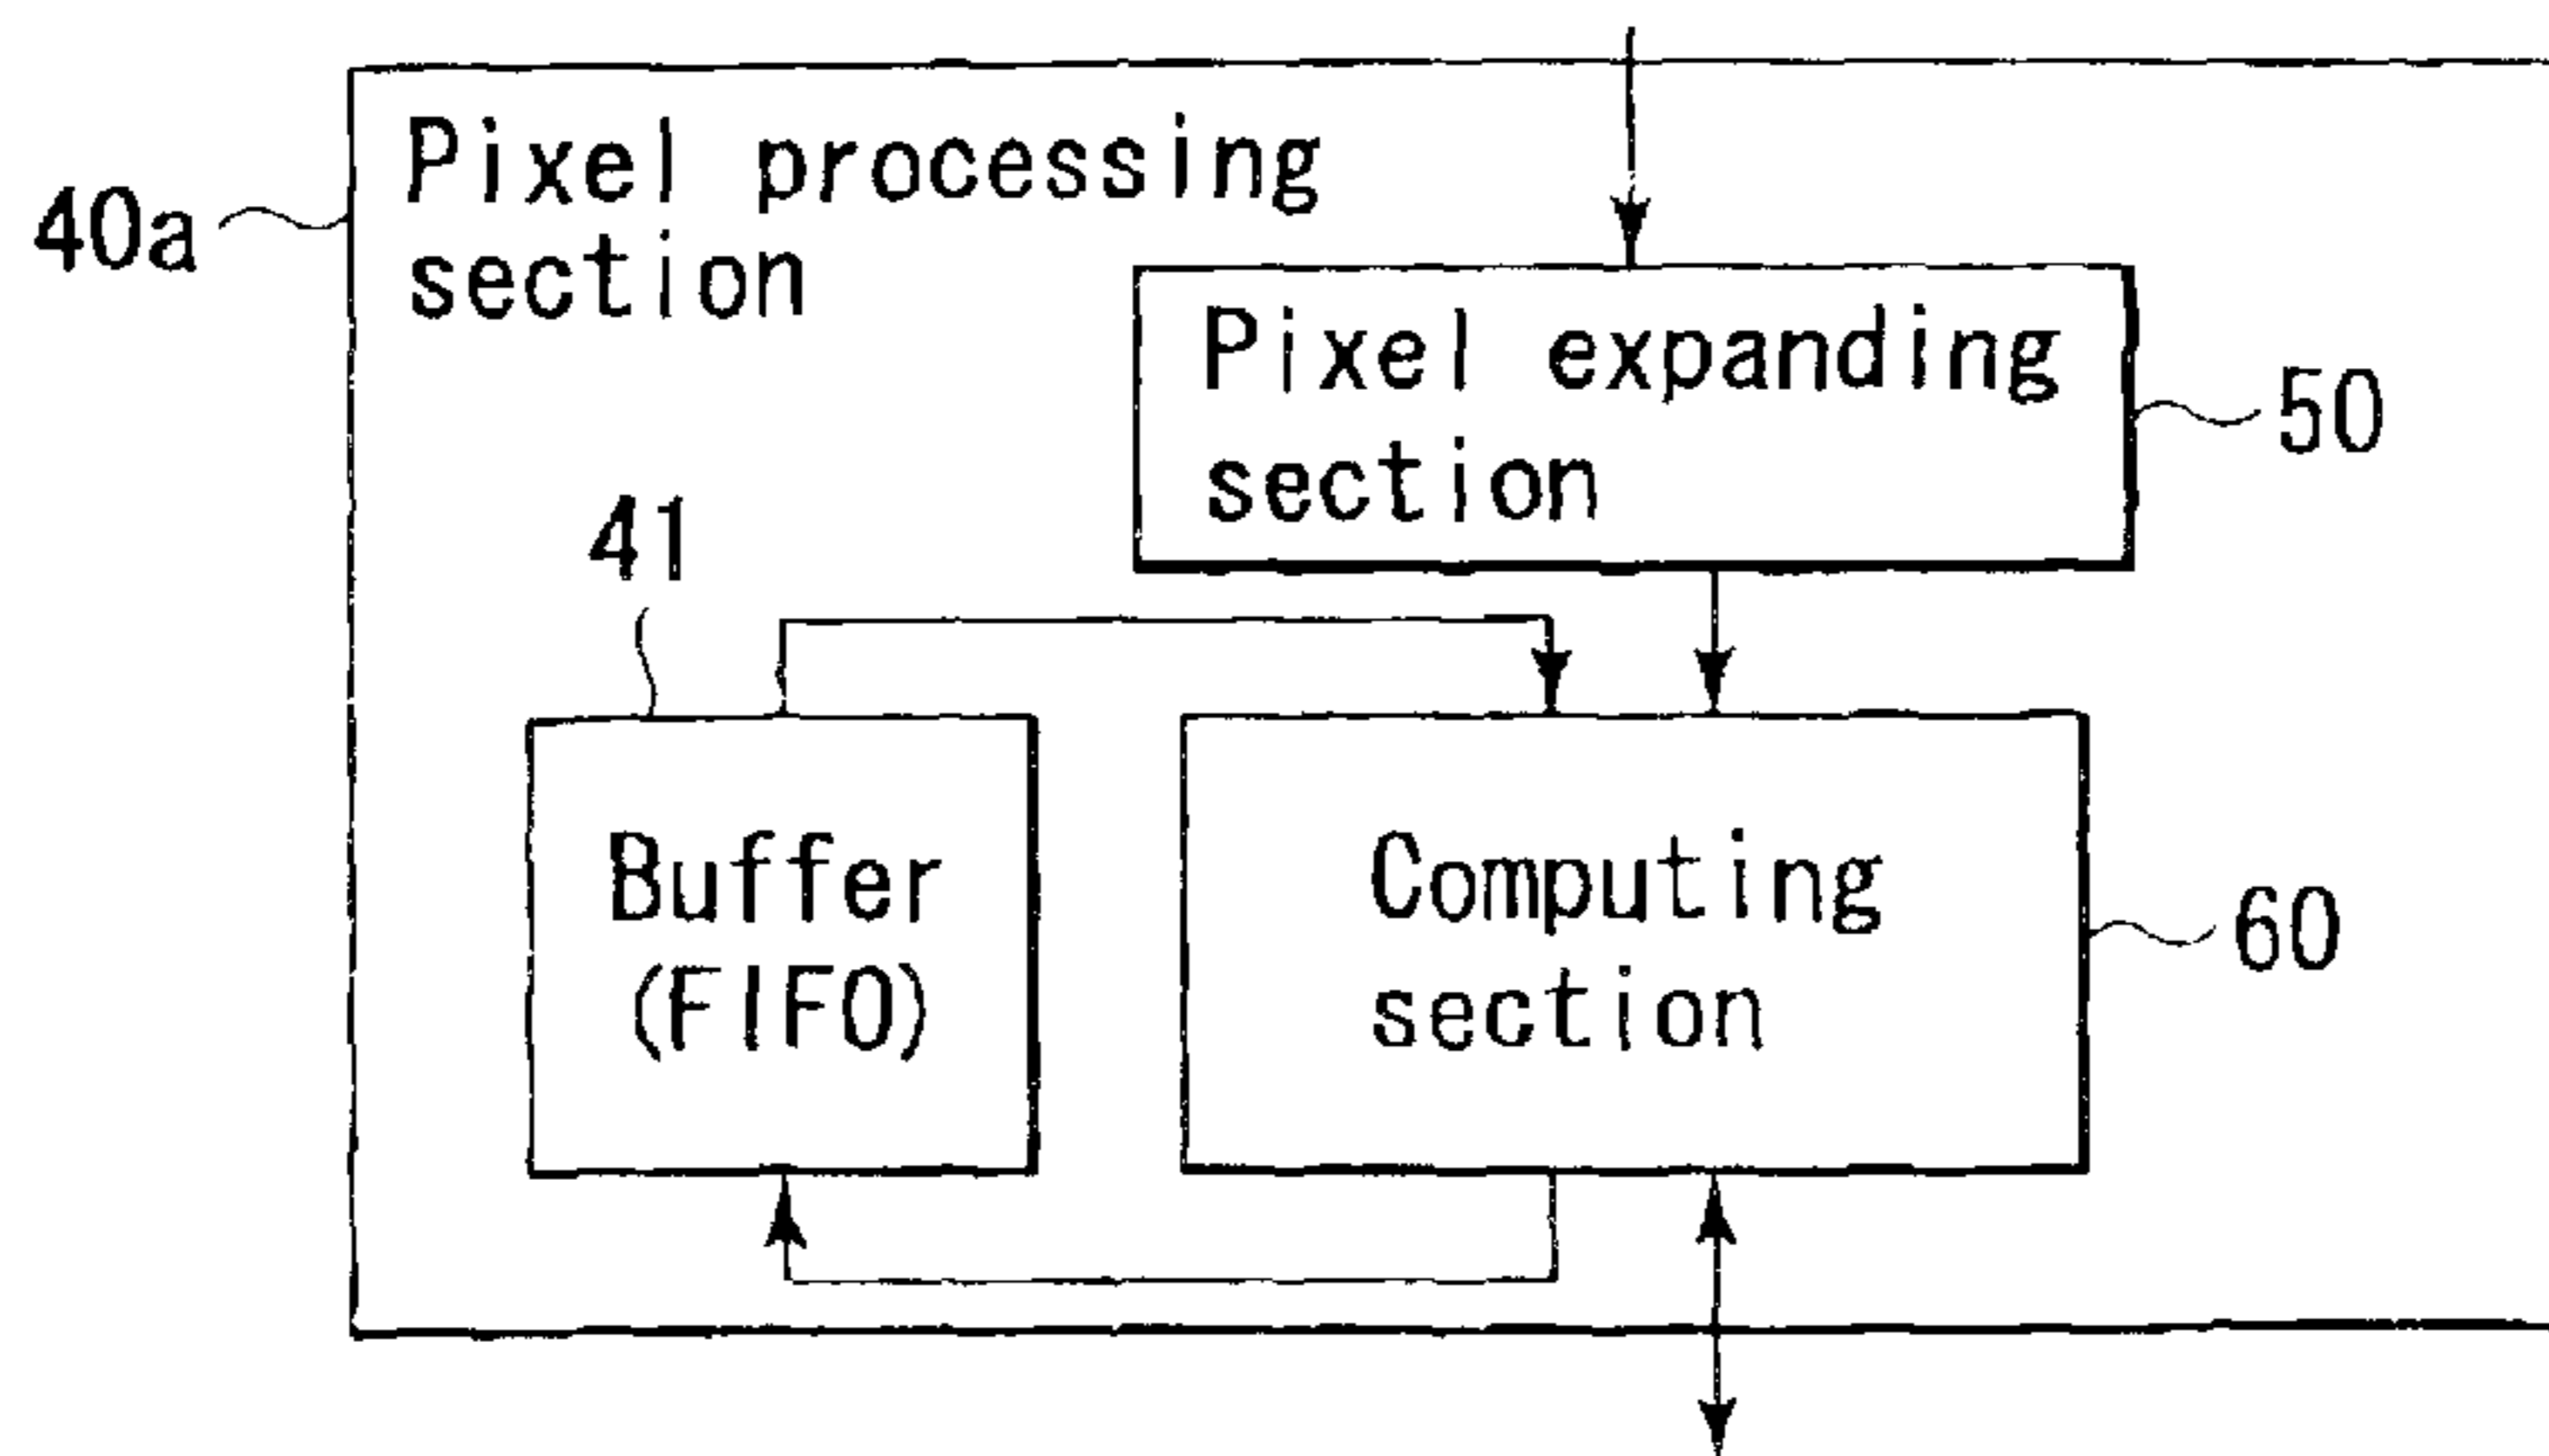 Pixel processing
section
40a
Pixel expanding
section
50
41
Buffer
(FIFO)
Computing
section
60